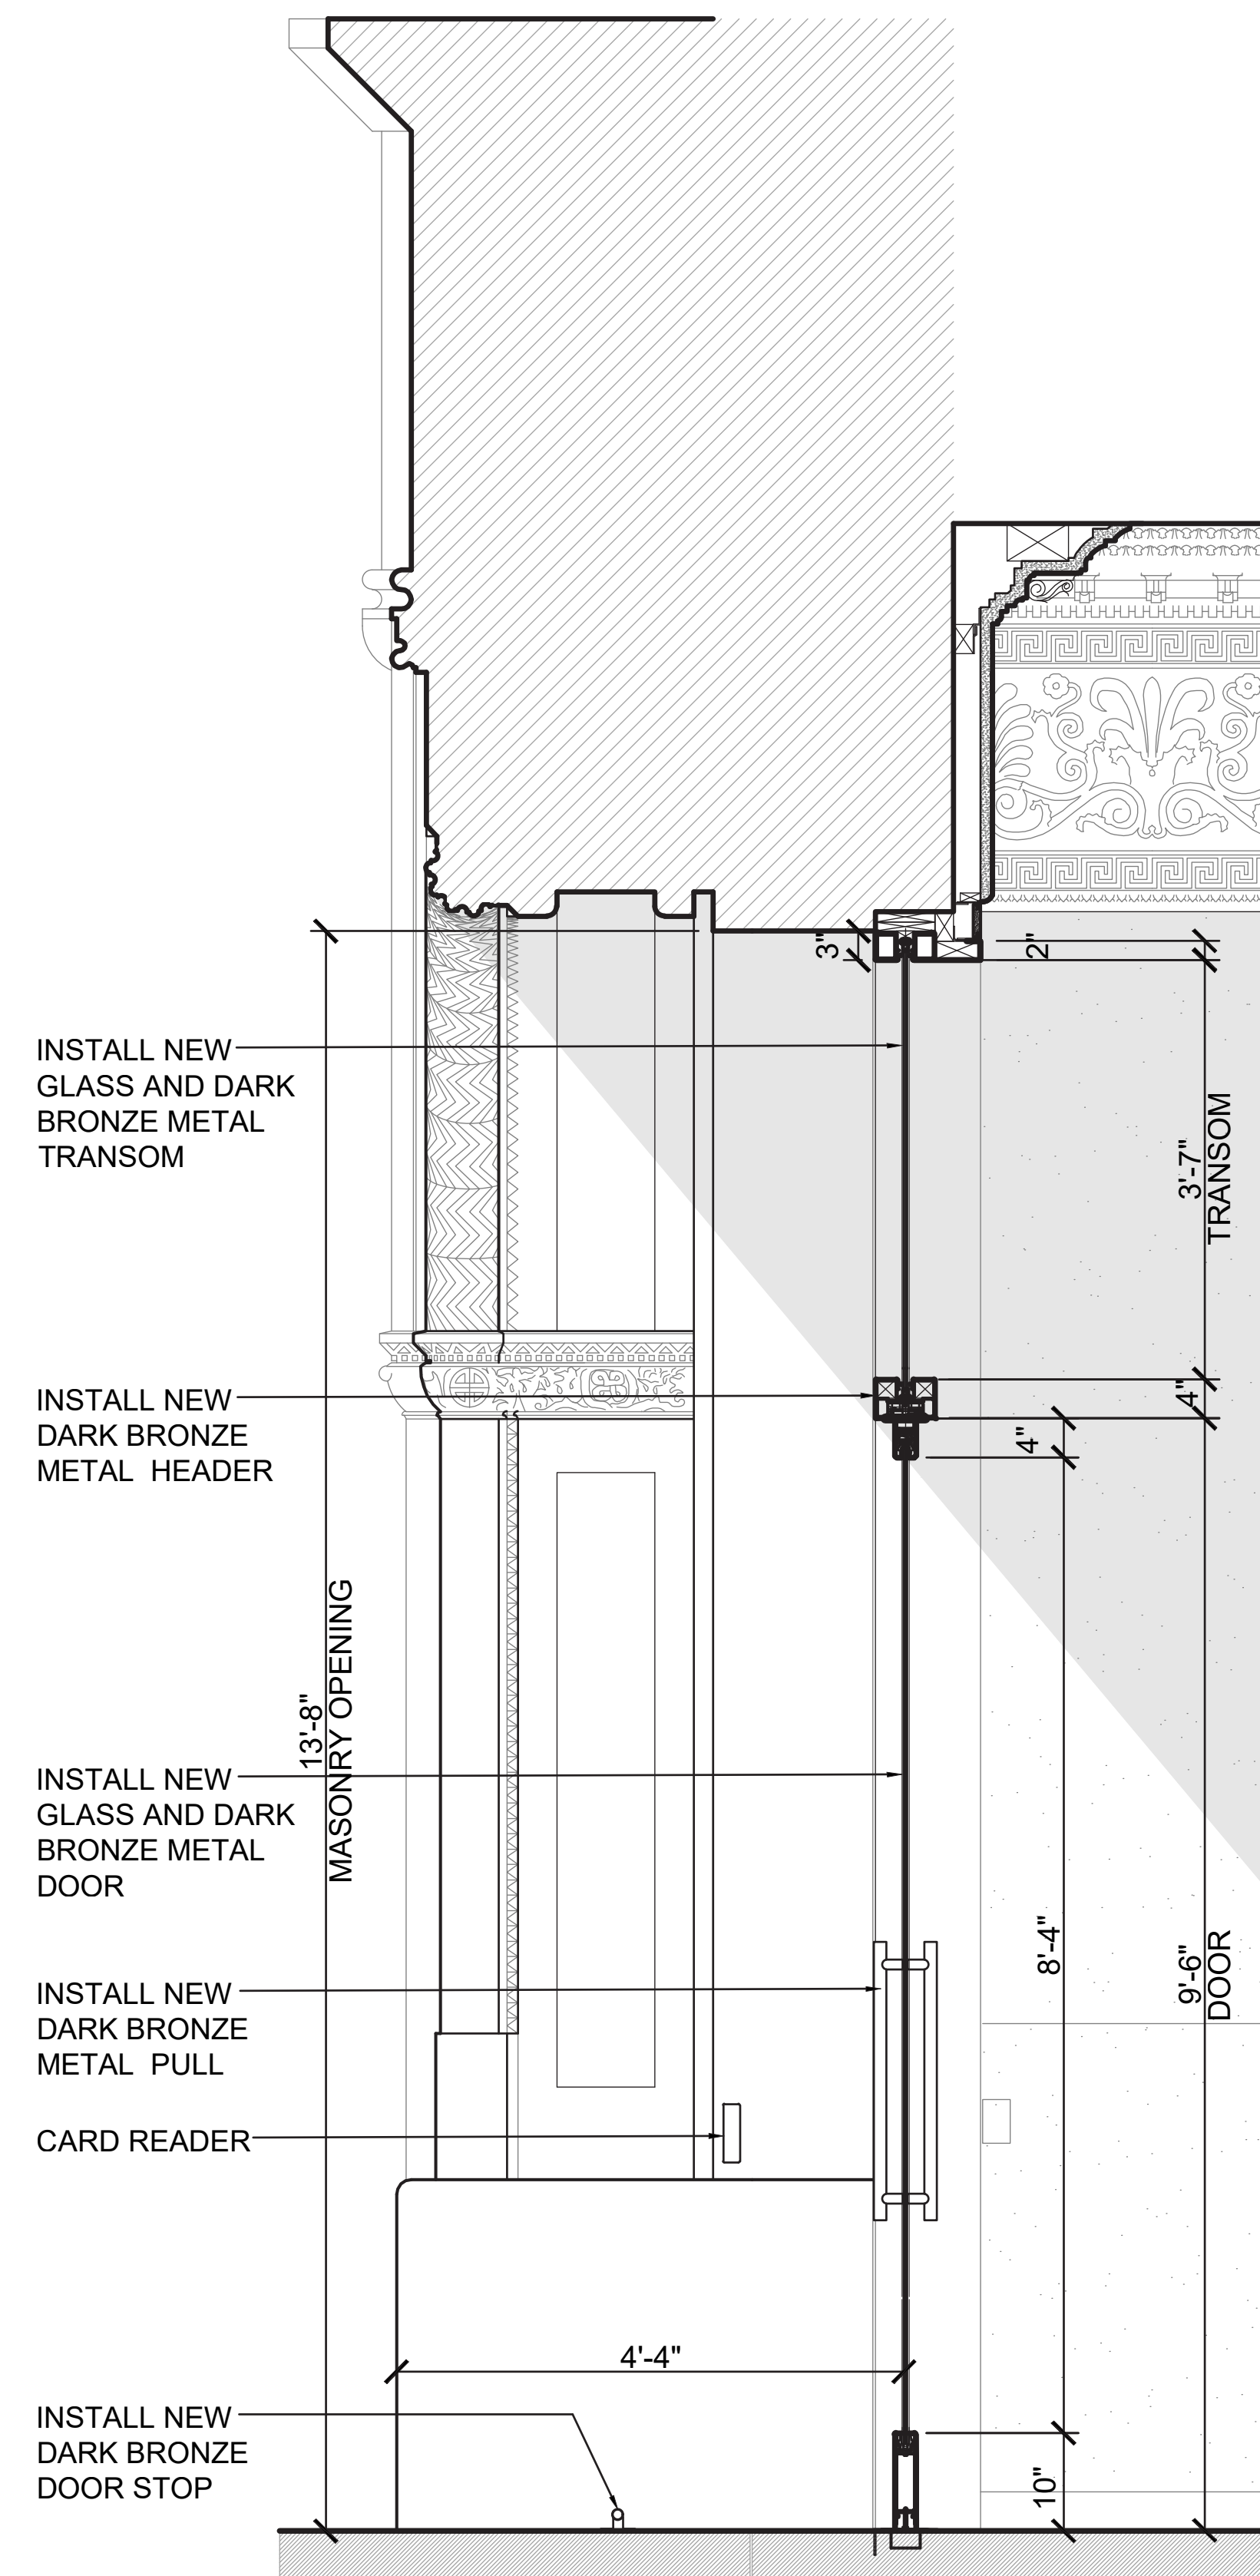 3"
2"
INSTALL NEW
GLASS AND DARK
BRONZE METAL
TRANSOM
3'-7"
TRANSOM
INSTALL NEW
DARK BRONZE
METAL HEADER
4"
4"
13'-8"
MASONRY OPENING
INSTALL NEW
GLASS AND DARK
BRONZE METAL
DOOR
8'-4"
9'-6"
DOOR
INSTALL NEW
DARK BRONZE
METAL PULL
CARD READER
4'-4"
INSTALL NEW
DARK BRONZE
DOOR STOP
10"